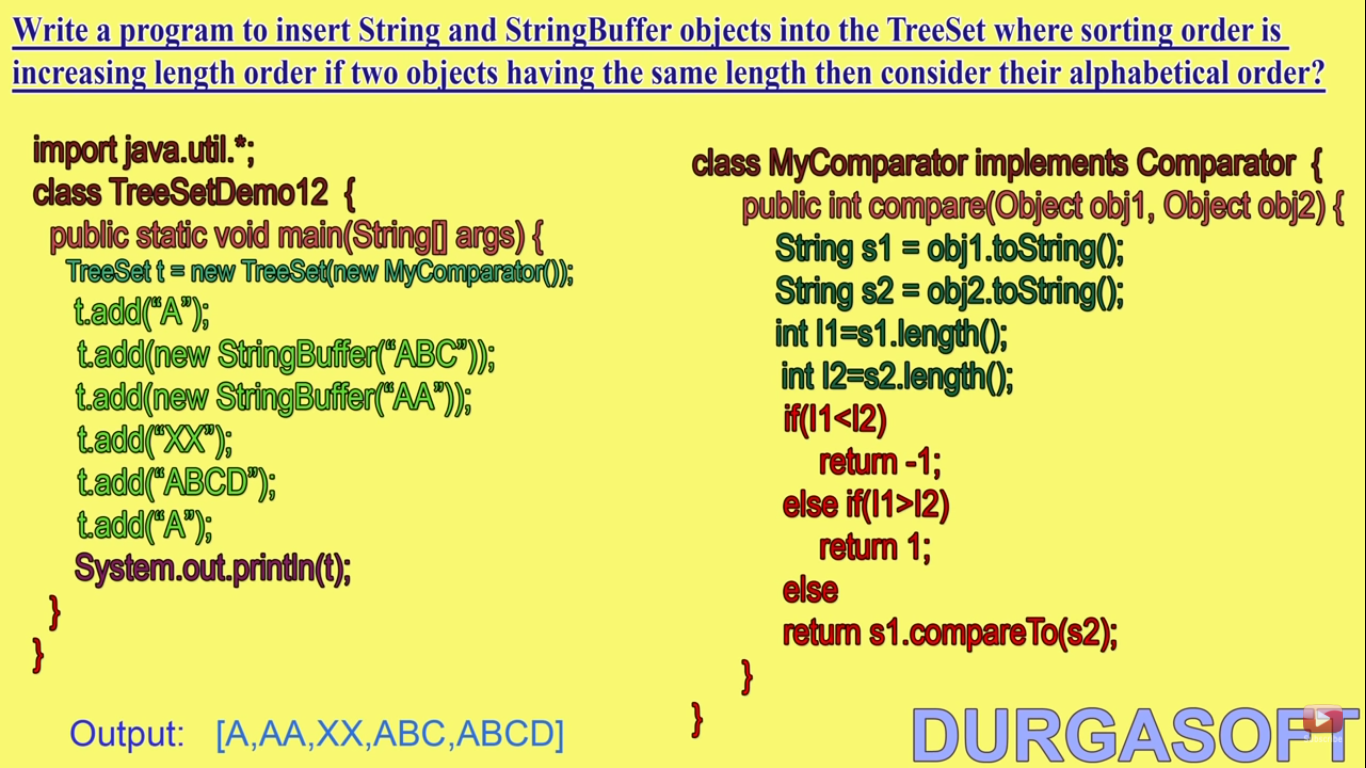 Write a program to insert String and StringBuffer objects into the TreeSet where sorting order is
increasing length order if two objects having the same length then consider their alphabetical order?
import java.util.*;
class TreeSetDemo12 {
public static void main(String[] args) {
TreeSet t = new TreeSet(new MyComparator());
t.add(“A”);
t.add(new StringBuffer(“ABC”));
t.add(new StringBuffer(“AA”));
t.add(“XX”);
t.add(“ABCD”);
t.add(“A”);
System.out.println(t);
}
}
Output: [A,AA,XX,ABC,ABCD]
class MyComparator implements Comparator {
public int compare(Object obj1, Object obj2) {
String s1 = obj1.toString();
String s2 = obj2.toString();
int l1=s1.length();
int l2=s2.length();
if(l1<l2)
return -1;
else if(l1>l2)
return 1;
else
return s1.compareTo(s2);
}
}
DURGASOFT